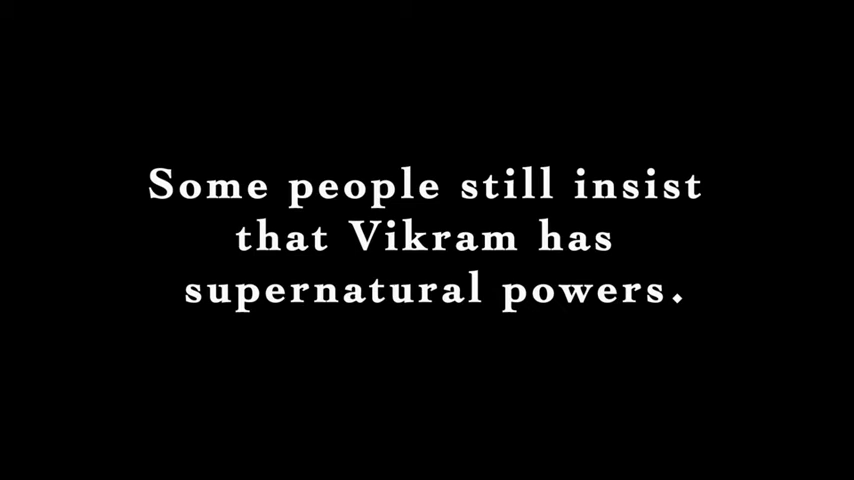 Some people still insist
that Vikram has
supernatural powers.